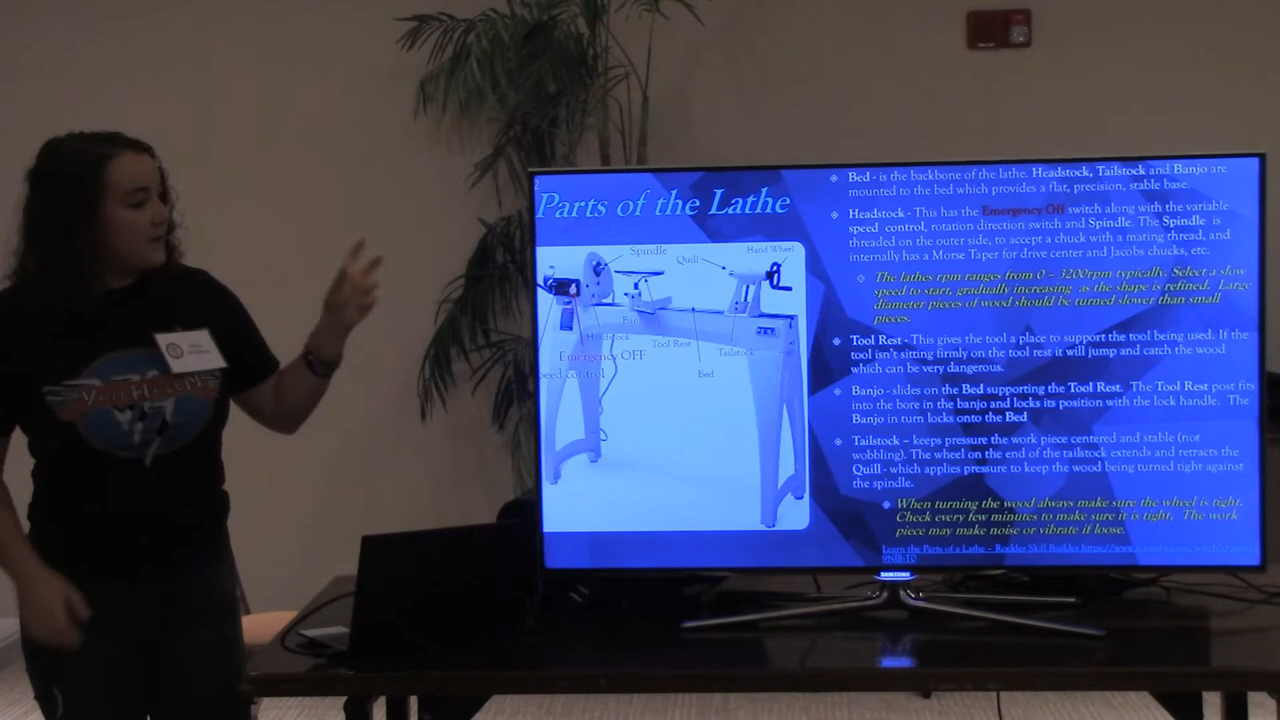 VAN HALEN
2
Parts of the Lathe
Spindle
Quill
Hand Wheel
Headstock
Tool Rest
Tailstock
Emergency OFF
Bed
speed control
Bed - is the backbone of the lathe. Headstock, Tailstock and Banjo are
mounted to the bed which provides a flat, precision, stable base.
Headstock - This has the Emergency Off switch along with the variable
speed control, rotation direction switch and Spindle. The Spindle is
threaded on the outer side, to accept a chuck with a mating thread, and
internally has a Morse Taper for drive center and Jacobs chucks, etc.
The lathes rpm ranges from 0 – 3200rpm typically. Select a slow
speed to start, gradually increasing as the shape is refined. Large
diameter pieces of wood should be turned slower than small
pieces.
Tool Rest - This gives the tool a place to support the tool being used. If the
tool isn't sitting firmly on the tool rest it will jump and catch the wood
which can be very dangerous.
Banjo - slides on the Bed supporting the Tool Rest. The Tool Rest post fits
into the bore in the banjo and locks its position with the lock handle. The
Banjo in turn locks onto the Bed
Tailstock – keeps pressure the work piece centered and stable (not
wobbling). The wheel on the end of the tailstock extends and retracts the
Quill - which applies pressure to keep the wood being turned tight against
the spindle.
When turning the wood always make sure the wheel is tight.
Check every few minutes to make sure it is tight, The work
piece may make noise or vibrate if loose.
Learn the Parts of a Lathe – Rockler Skill Builder
SAMSUNG